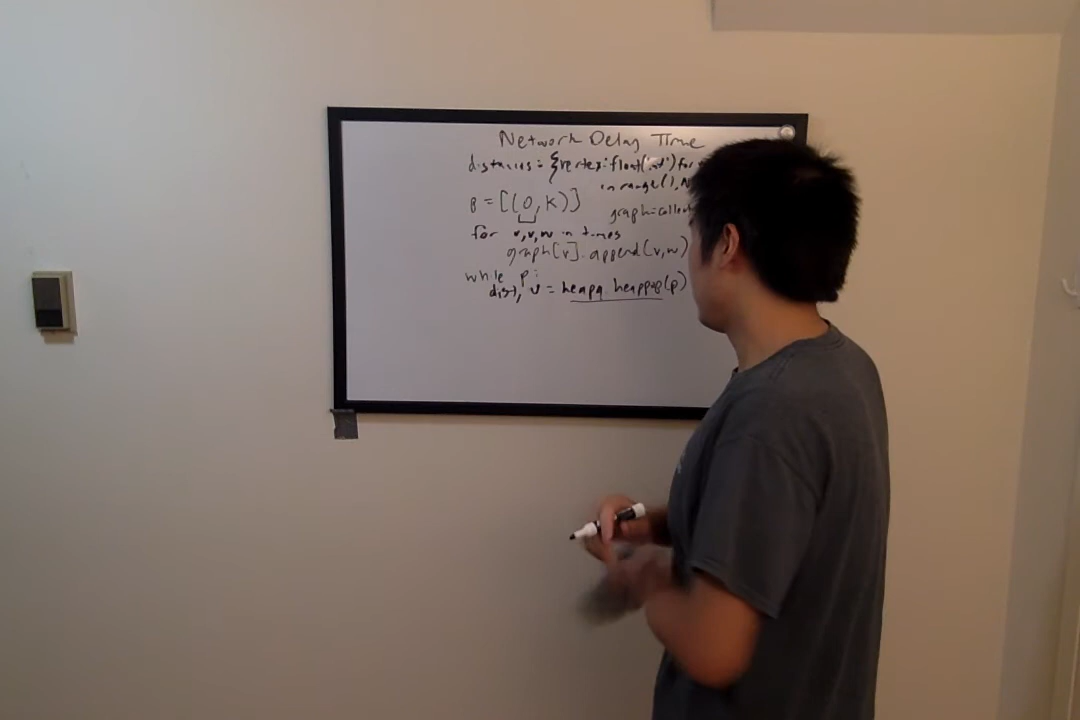 Network Delay Time
distances = {vertex: float('inf') for
in range(1, N
p = [(0, K)]
graph = collect
for u, v, w in times
graph[v].append(v, w)
while p:
dist, v = heapq.heappop(p)